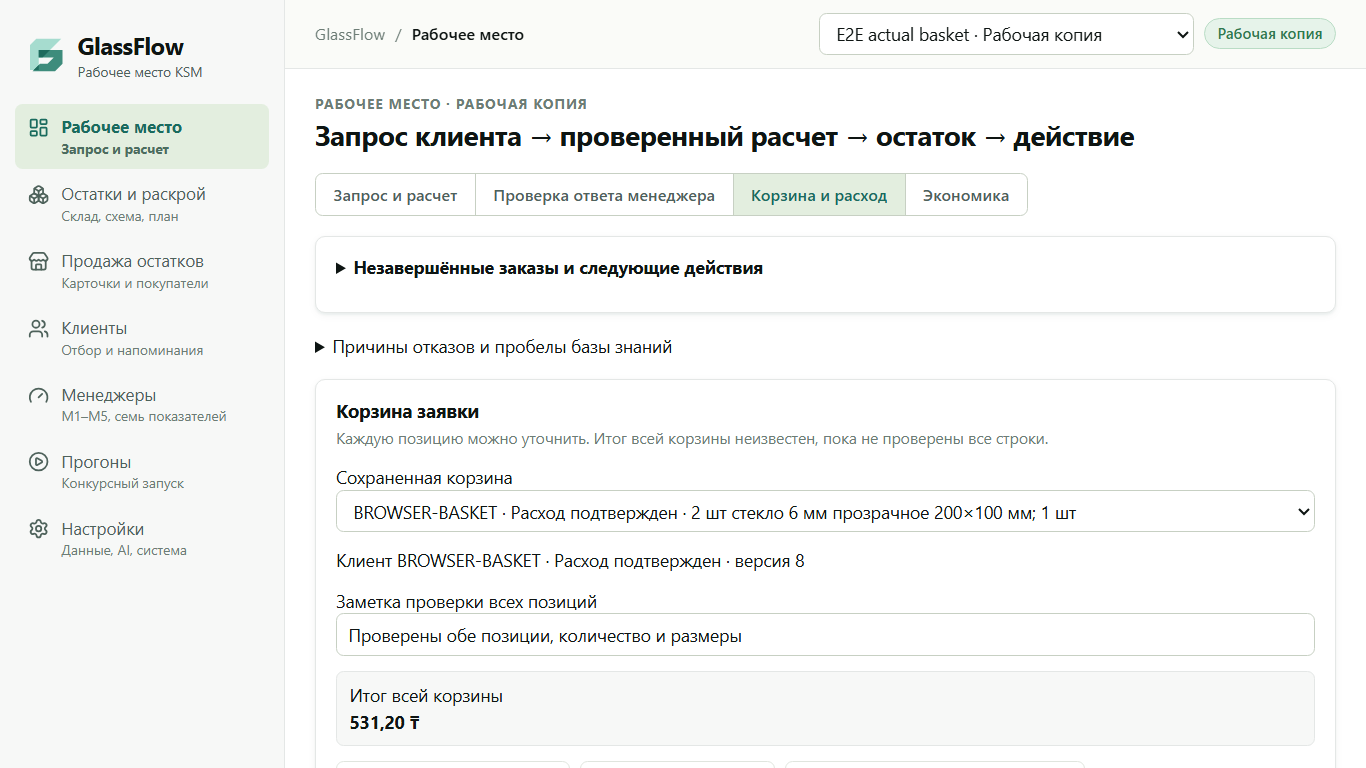 GlassFlow
Рабочее место KSM
Рабочее место
Запрос и расчет
Остатки и раскрой
Склад, схема, план
Продажа остатков
Карточки и покупатели
Клиенты
Отбор и напоминания
Менеджеры
М1–М5, семь показателей
Прогоны
Конкурсный запуск
Настройки
Данные, AI, система
GlassFlow / Рабочее место
E2E actual basket · Рабочая копия
Рабочая копия
РАБОЧЕЕ МЕСТО · РАБОЧАЯ КОПИЯ
Запрос клиента → проверенный расчет → остаток → действие
Запрос и расчет
Проверка ответа менеджера
Корзина и расход
Экономика
Незавершённые заказы и следующие действия
Причины отказов и пробелы базы знаний
Корзина заявки
Каждую позицию можно уточнить. Итог всей корзины неизвестен, пока не проверены все строки.
Сохраненная корзина
BROWSER-BASKET · Расход подтвержден · 2 шт стекло 6 мм прозрачное 200×100 мм; 1 шт
Клиент BROWSER-BASKET · Расход подтвержден · версия 8
Заметка проверки всех позиций
Проверены обе позиции, количество и размеры
Итог всей корзины
531,20 ₸